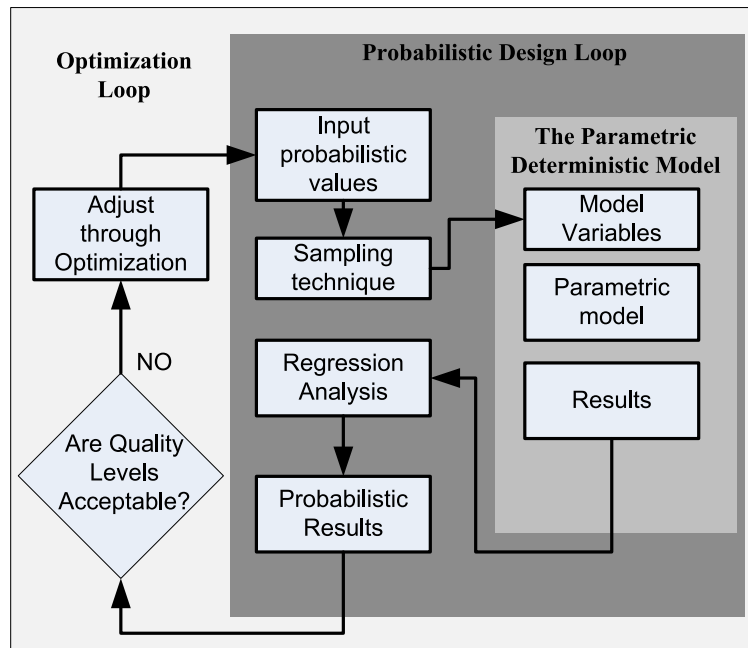 Optimization
Loop
Probabilistic Design Loop
Input
probabilistic
values
The Parametric
Deterministic Model
Adjust
through
Optimization
Sampling
technique
Model
Variables
Parametric
model
NO
Regression
Analysis
Results
Are Quality
Levels
Acceptable?
Probabilistic
Results